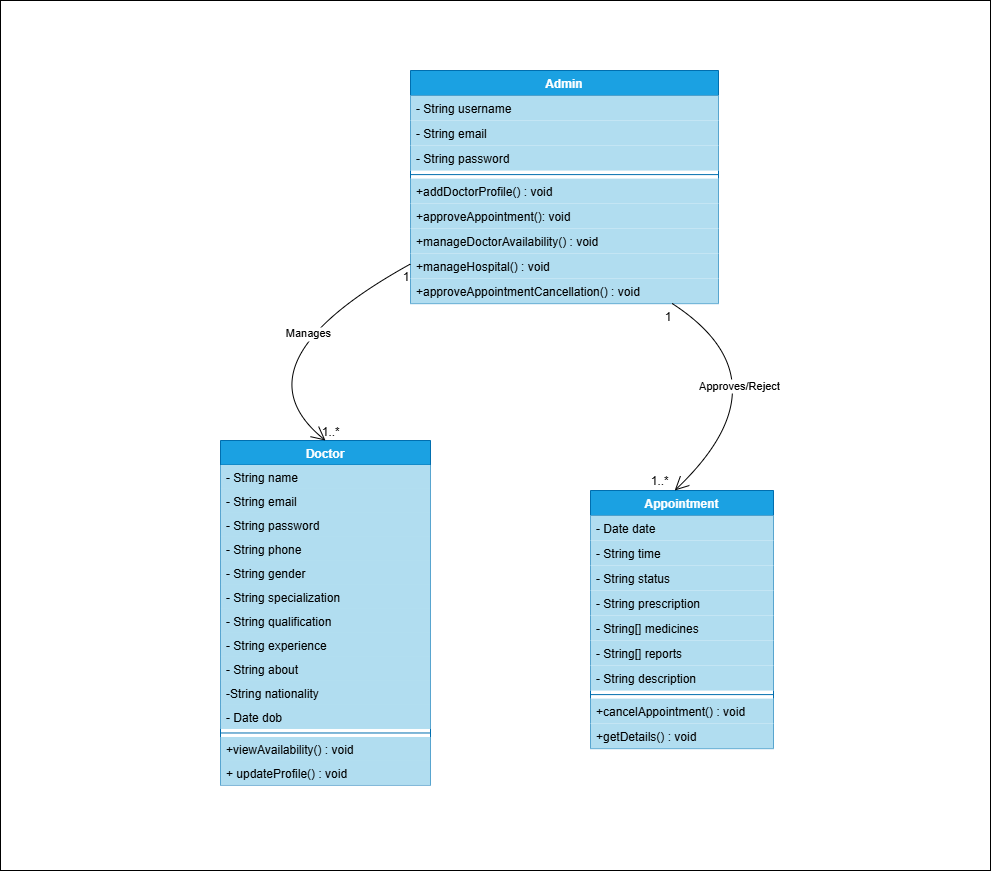 Admin
- String username
- String email
- String password
+addDoctorProfile() : void
+approveAppointment(): void
+manageDoctorAvailability() : void
+manageHospital() : void
+approveAppointmentCancellation() : void
1
1
Manages
Approves/Reject
1..*
1..*
Doctor
- String name
- String email
- String password
- String phone
- String gender
- String specialization
- String qualification
- String experience
- String about
-String nationality
- Date dob
+viewAvailability() : void
+ updateProfile() : void
Appointment
- Date date
- String time
- String status
- String prescription
- String[] medicines
- String[] reports
- String description
+cancelAppointment() : void
+getDetails() : void